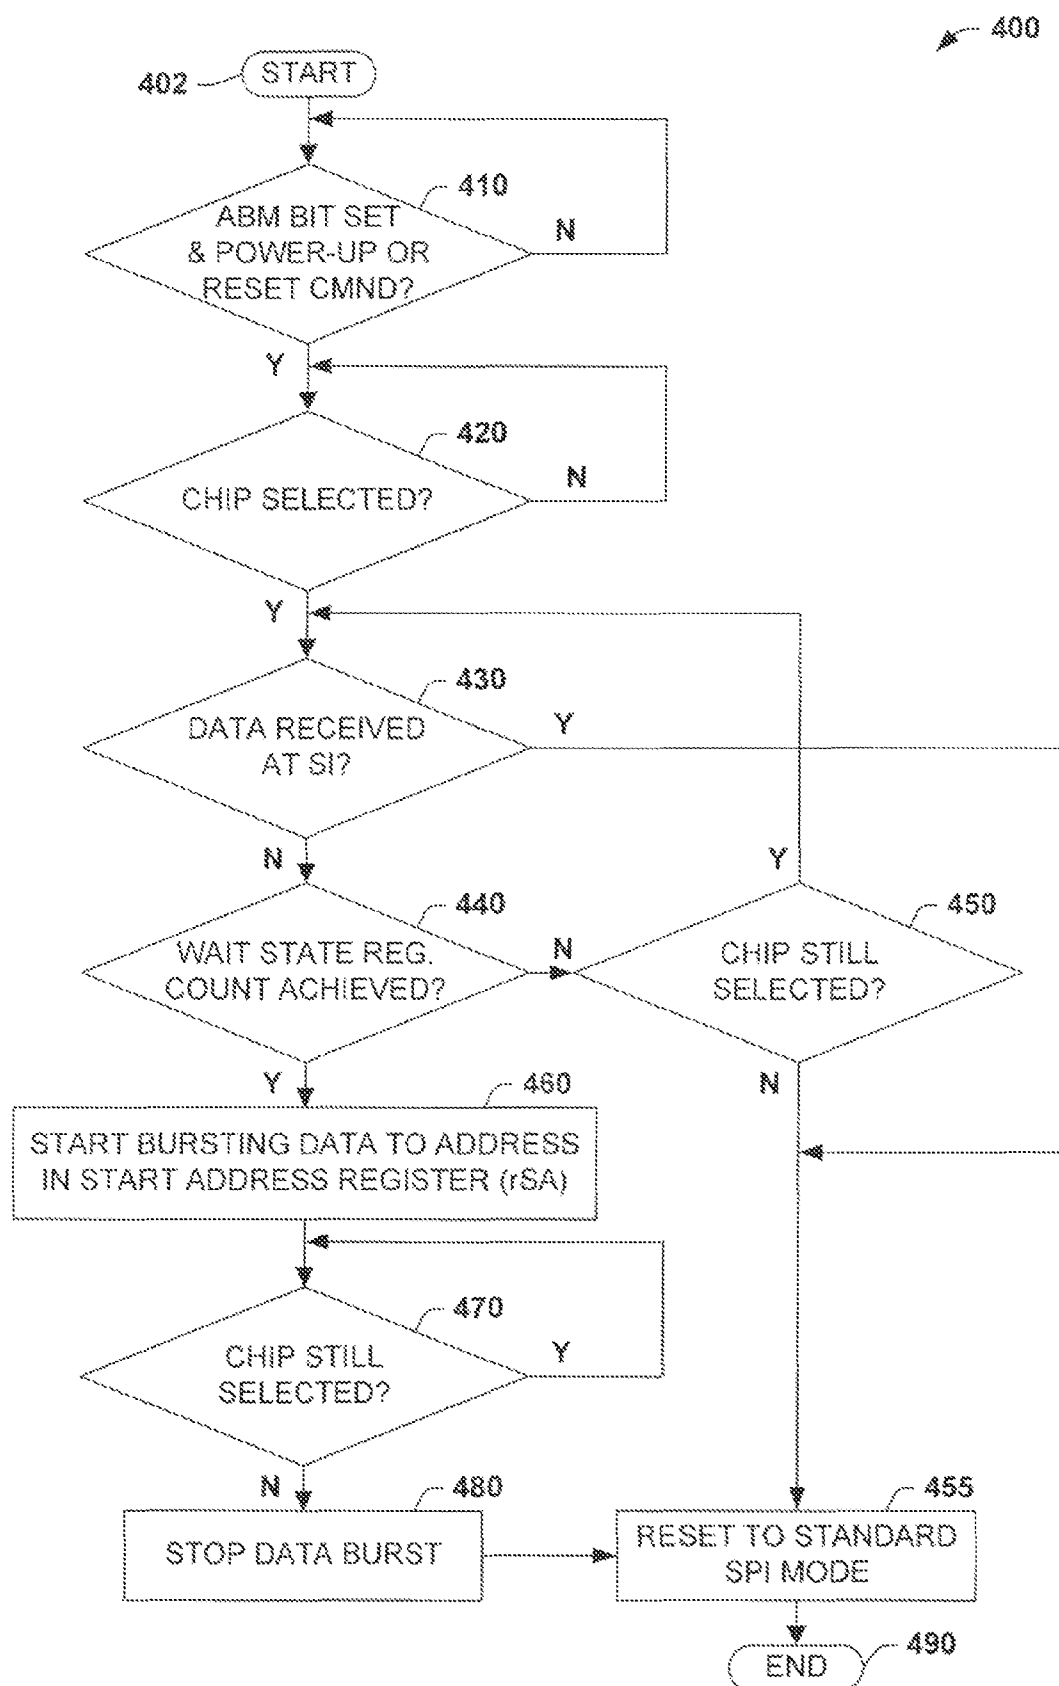 400
402
START
410
ABM BIT SET
& POWER-UP OR
RESET CMND?
N
Y
420
CHIP SELECTED?
N
Y
430
DATA RECEIVED
AT SI?
Y
N
440
WAIT STATE REG.
COUNT ACHIEVED?
N
Y
450
CHIP STILL
SELECTED?
Y
N
460
START BURSTING DATA TO ADDRESS
IN START ADDRESS REGISTER (rSA)
470
CHIP STILL
SELECTED?
Y
N
480
STOP DATA BURST
455
RESET TO STANDARD
SPI MODE
END
490